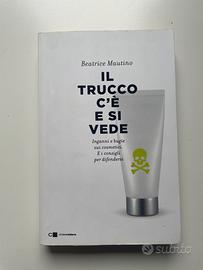 Beatrice Mautino
IL
TRUCCO
C'È
E SI
VEDE
Inganni e bugie
sui cosmetici.
E i consigli
per difendersi
chiarelettere
subito